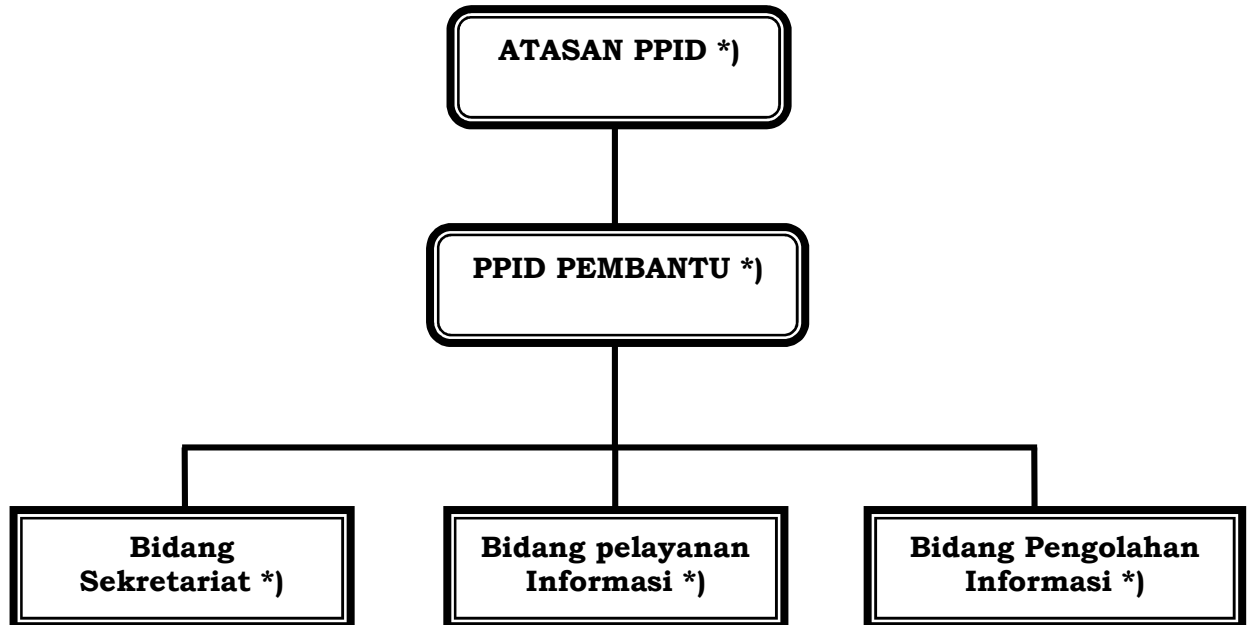 ATASAN PPID *)
PPID PEMBANTU *)
Bidang
Sekretariat *)
Bidang pelayanan
Informasi *)
Bidang Pengolahan
Informasi *)